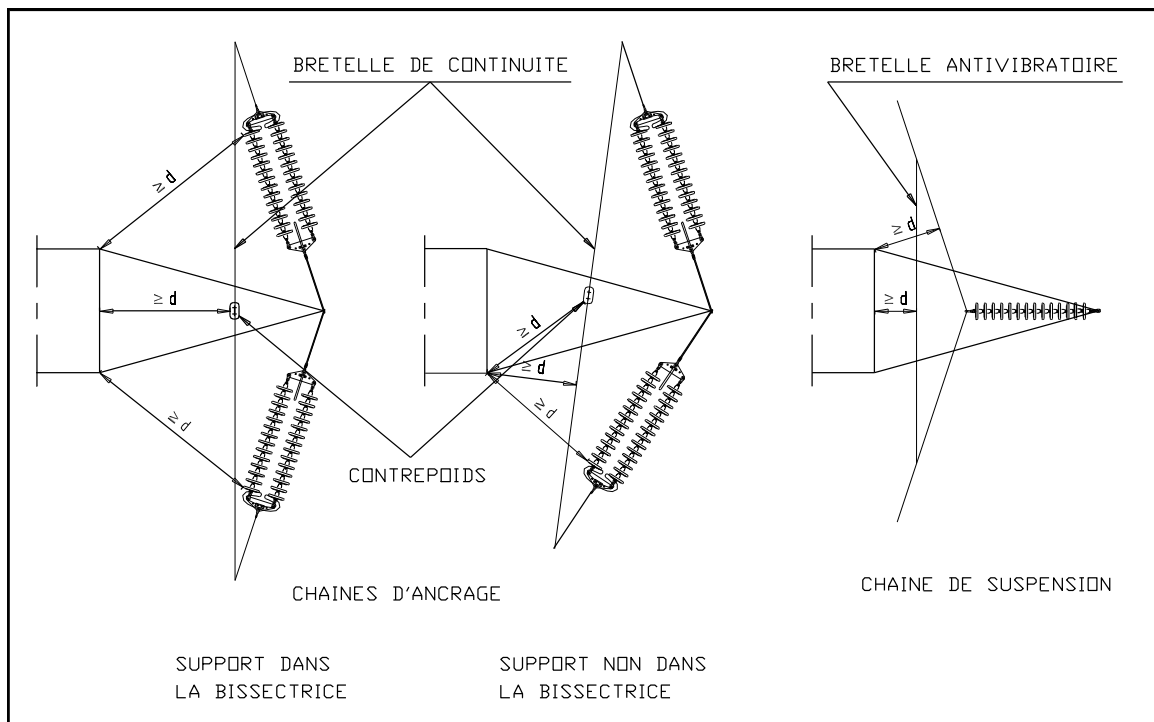 BRETELLE DE CONTINUITE
BRETELLE ANTIVIBRATOIRE
≥ d
≥ d
≥ d
≥ d
≥ d
≥ d
≥ d
≥ d
CONTREPOIDS
CHAINES D'ANCRAGE
CHAINE DE SUSPENSION
SUPPORT DANS
LA BISSECTRICE
SUPPORT NON DANS
LA BISSECTRICE